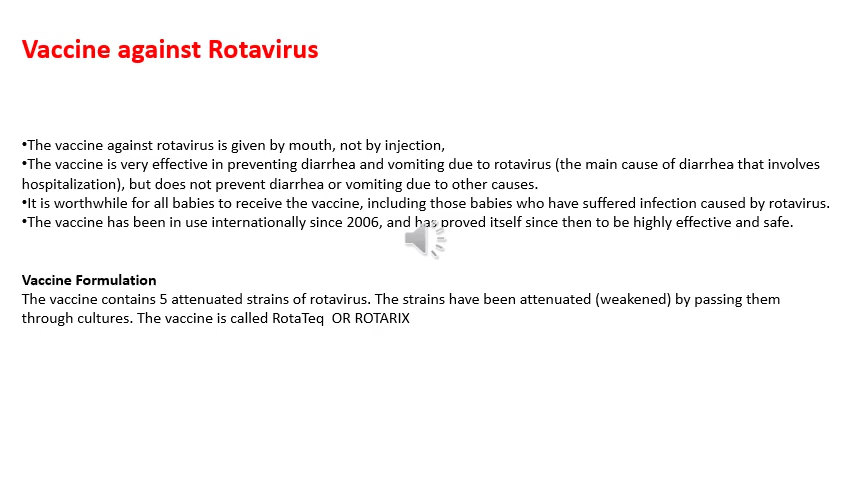 Vaccine against Rotavirus
•The vaccine against rotavirus is given by mouth, not by injection,
•The vaccine is very effective in preventing diarrhea and vomiting due to rotavirus (the main cause of diarrhea that involves
hospitalization), but does not prevent diarrhea or vomiting due to other causes.
•It is worthwhile for all babies to receive the vaccine, including those babies who have suffered infection caused by rotavirus.
•The vaccine has been in use internationally since 2006, and has proved itself since then to be highly effective and safe.
Vaccine Formulation
The vaccine contains 5 attenuated strains of rotavirus. The strains have been attenuated (weakened) by passing them
through cultures. The vaccine is called RotaTeq  OR ROTARIX